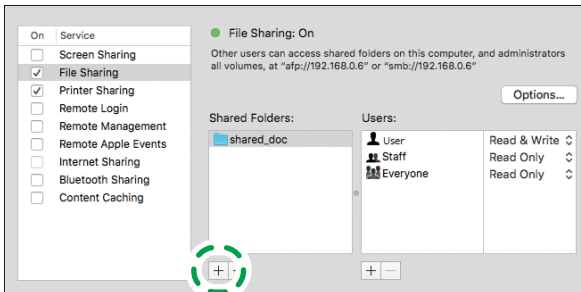 On Service
Screen Sharing
File Sharing
Printer Sharing
Remote Login
Remote Management
Remote Apple Events
Internet Sharing
Bluetooth Sharing
Content Caching
File Sharing: On
Other users can access shared folders on this computer, and administrators
all volumes, at “afp://192.168.0.6” or “smb://192.168.0.6”
Options...
Shared Folders:
shared_doc
Users:
User Read & Write
Staff Read Only
Everyone Read Only